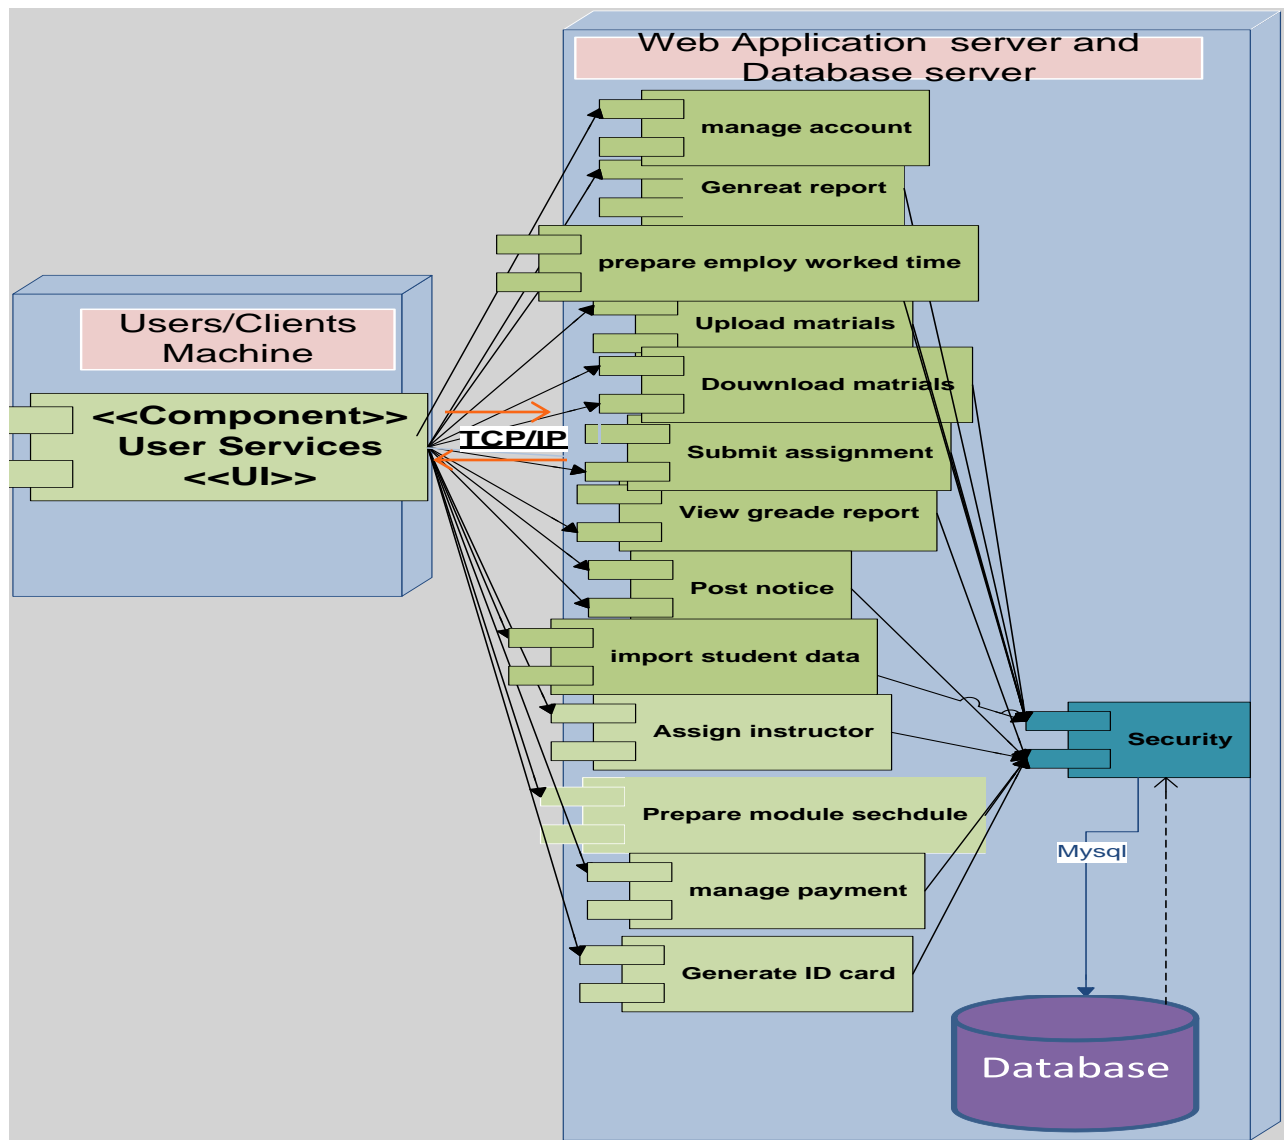 Web Application server and
Database server
manage account
Genreat report
prepare employ worked time
Users/Clients
Machine
Upload matrials
Douwnload matrials
<<Component>>
User Services
<<UI>>
TCP/IP
Submit assignment
View greade report
Post notice
import student data
Assign instructor
Security
Prepare module sechdule
Mysql
manage payment
Generate ID card
Database